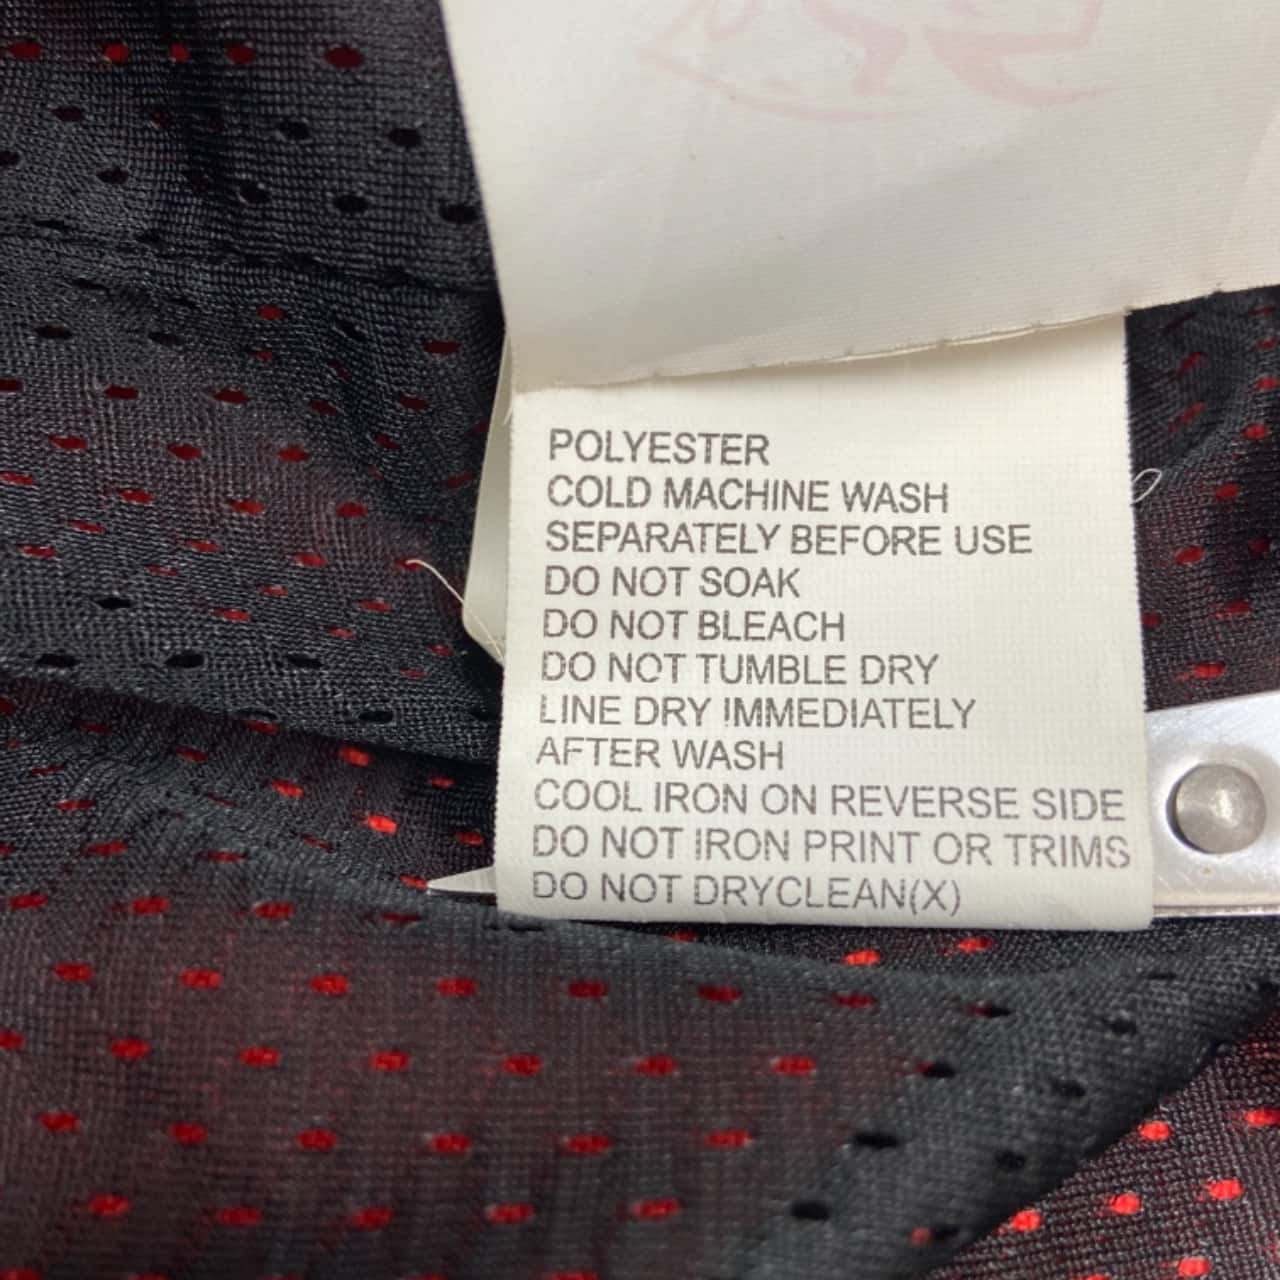 POLYESTER
COLD MACHINE WASH
SEPARATELY BEFORE USE
DO NOT SOAK
DO NOT BLEACH
DO NOT TUMBLE DRY
LINE DRY IMMEDIATELY
AFTER WASH
COOL IRON ON REVERSE SIDE
DO NOT IRON PRINT OR TRIMS
DO NOT DRYCLEAN(X)